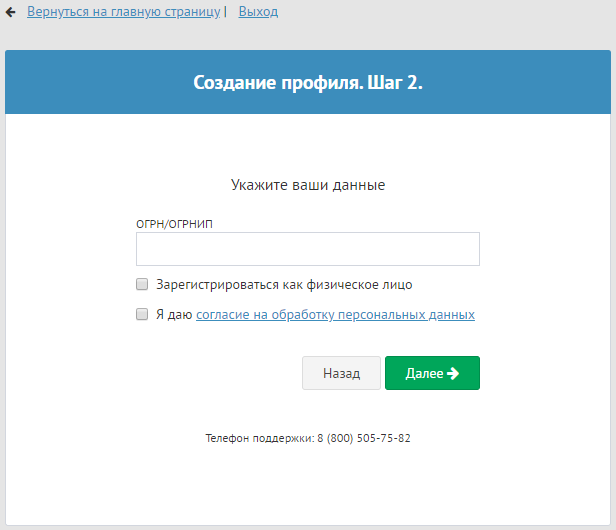 Вернуться на главную страницу | Выход
Создание профиля. Шаг 2.
Укажите ваши данные
ОГРН/ОГРНИП
Зарегистрироваться как физическое лицо
Я даю согласие на обработку персональных данных
Назад Далее
Телефон поддержки: 8 (800) 505-75-82